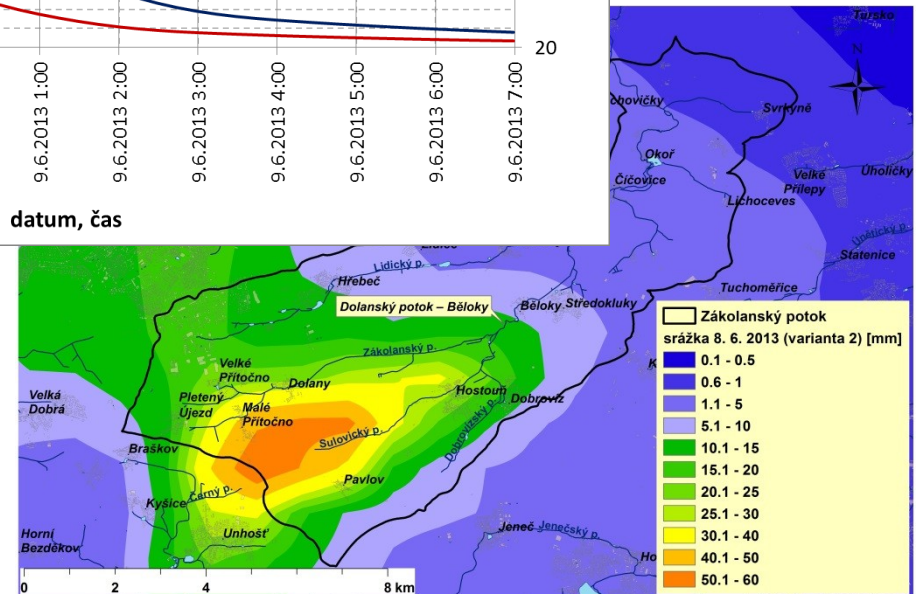 20
9.6.2013 1:00
9.6.2013 2:00
9.6.2013 3:00
9.6.2013 4:00
9.6.2013 5:00
9.6.2013 6:00
9.6.2013 7:00
datum, čas
Tursko
N
chovičky
Svrkyně
Okoř
Číčovice
Velké
Přílepy
Úholičky
Lichoceves
Únětický p.
Statenice
Lidický p.
Hřebeč
Tuchoměřice
Dolanský potok – Běloky
Běloky
Středokluky
Zákolanský p.
Velké
Přítočno
Dolany
Velká
Dobrá
Pletený
Újezd
Malé
Přítočno
Hostouň
Dobrovíz
Sulovický p.
Dobrovízský p.
Braškov
Pavlov
Kyšice
Černý p.
Unhošť
Horní
Bezděkov
Jeneč
Jenečský p.
Ho
K
0 2 4 8 km
Zákolanský potok
srážka 8. 6. 2013 (varianta 2) [mm]
0.1 - 0.5
0.6 - 1
1.1 - 5
5.1 - 10
10.1 - 15
15.1 - 20
20.1 - 25
25.1 - 30
30.1 - 40
40.1 - 50
50.1 - 60